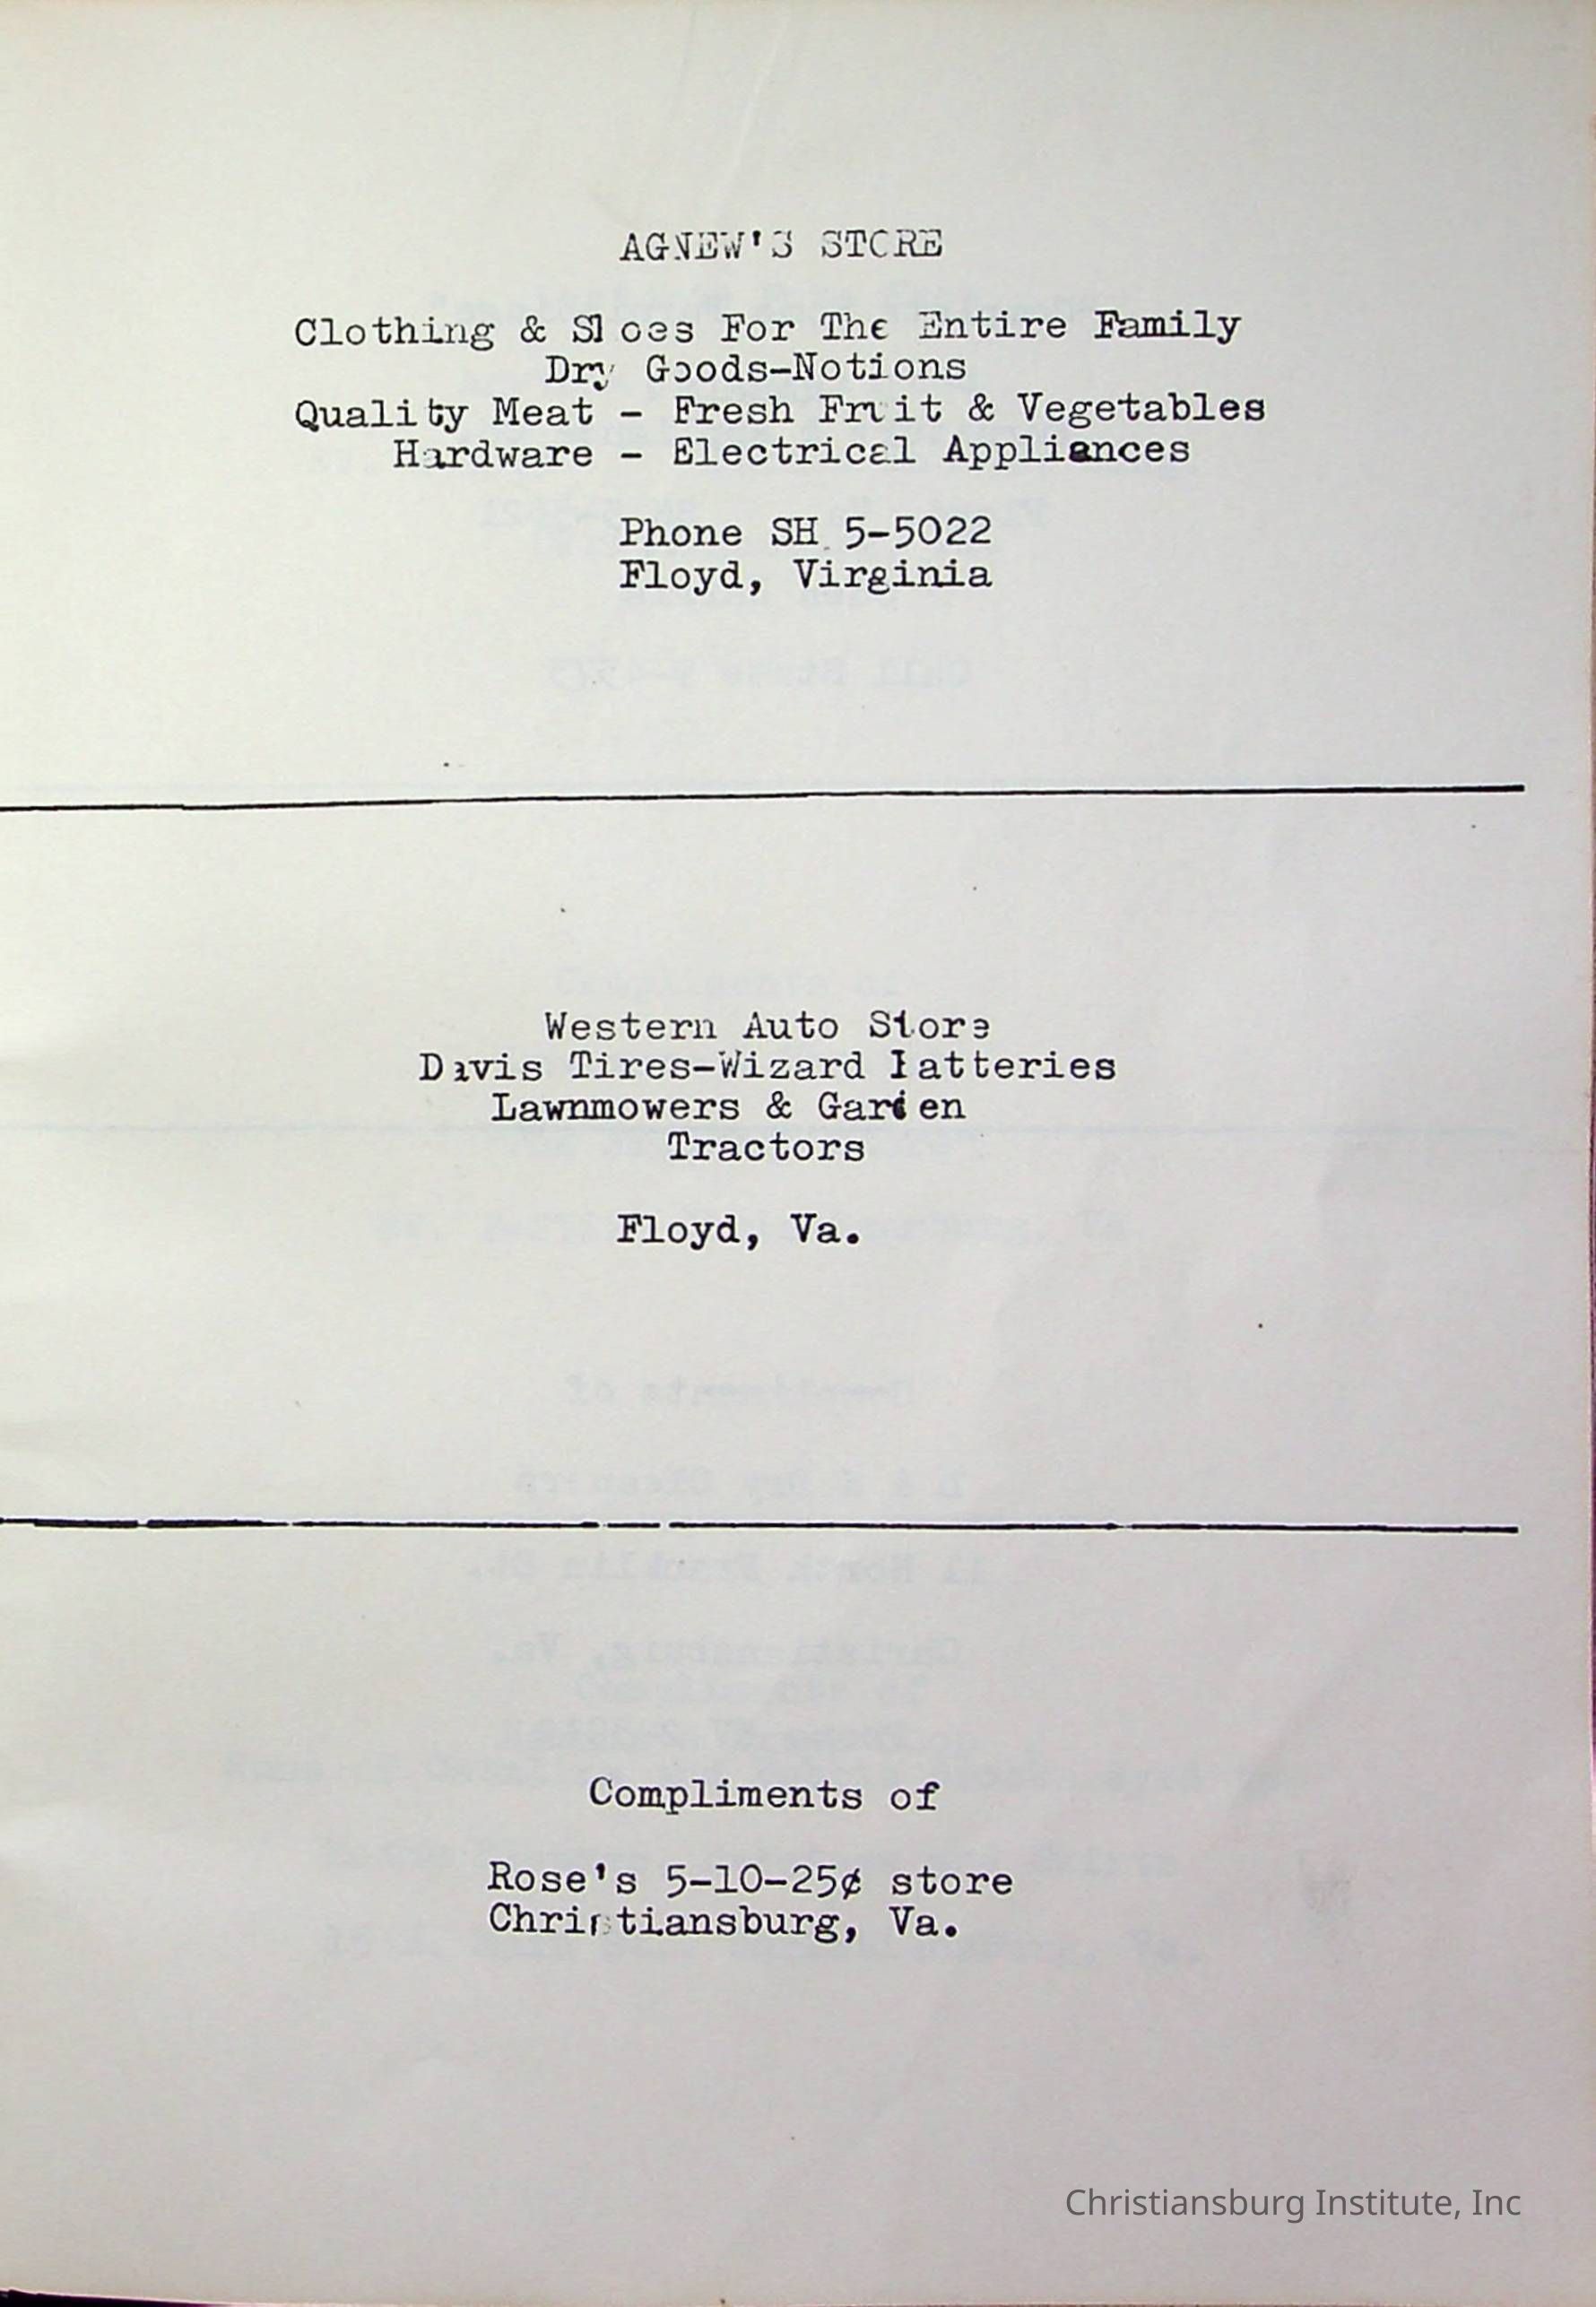 AGNEW'S STORE
Clothing & Shoes For The Entire Family
Dry Goods-Notions
Quality Meat - Fresh Fruit & Vegetables
Hardware - Electrical Appliances
Phone SH 5-5022
Floyd, Virginia
Western Auto Store
Davis Tires-Wizard Batteries
Lawnmowers & Garden
Tractors
Floyd, Va.
Compliments of
Rose's 5-10-25¢ store
Christiansburg, Va.
Christiansburg Institute, Inc